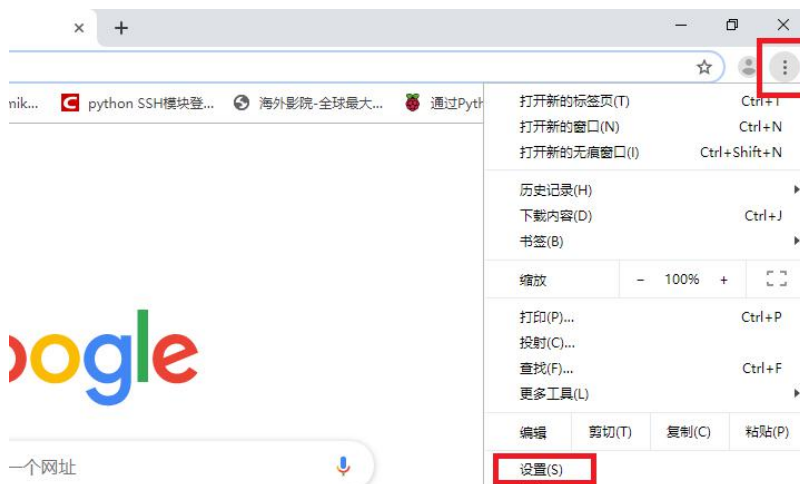 nik...
python SSH模块登...
海外影院-全球最大...
通过Pyth
打开新的标签页(T) Ctrl+T
打开新的窗口(N) Ctrl+N
打开新的无痕窗口(I) Ctrl+Shift+N
历史记录(H)
下载内容(D) Ctrl+J
书签(B)
缩放 - 100% +
打印(P)... Ctrl+P
投射(C)...
查找(F)... Ctrl+F
更多工具(L)
编辑 剪切(T) 复制(C) 粘贴(P)
设置(S)
ogle
一个网址